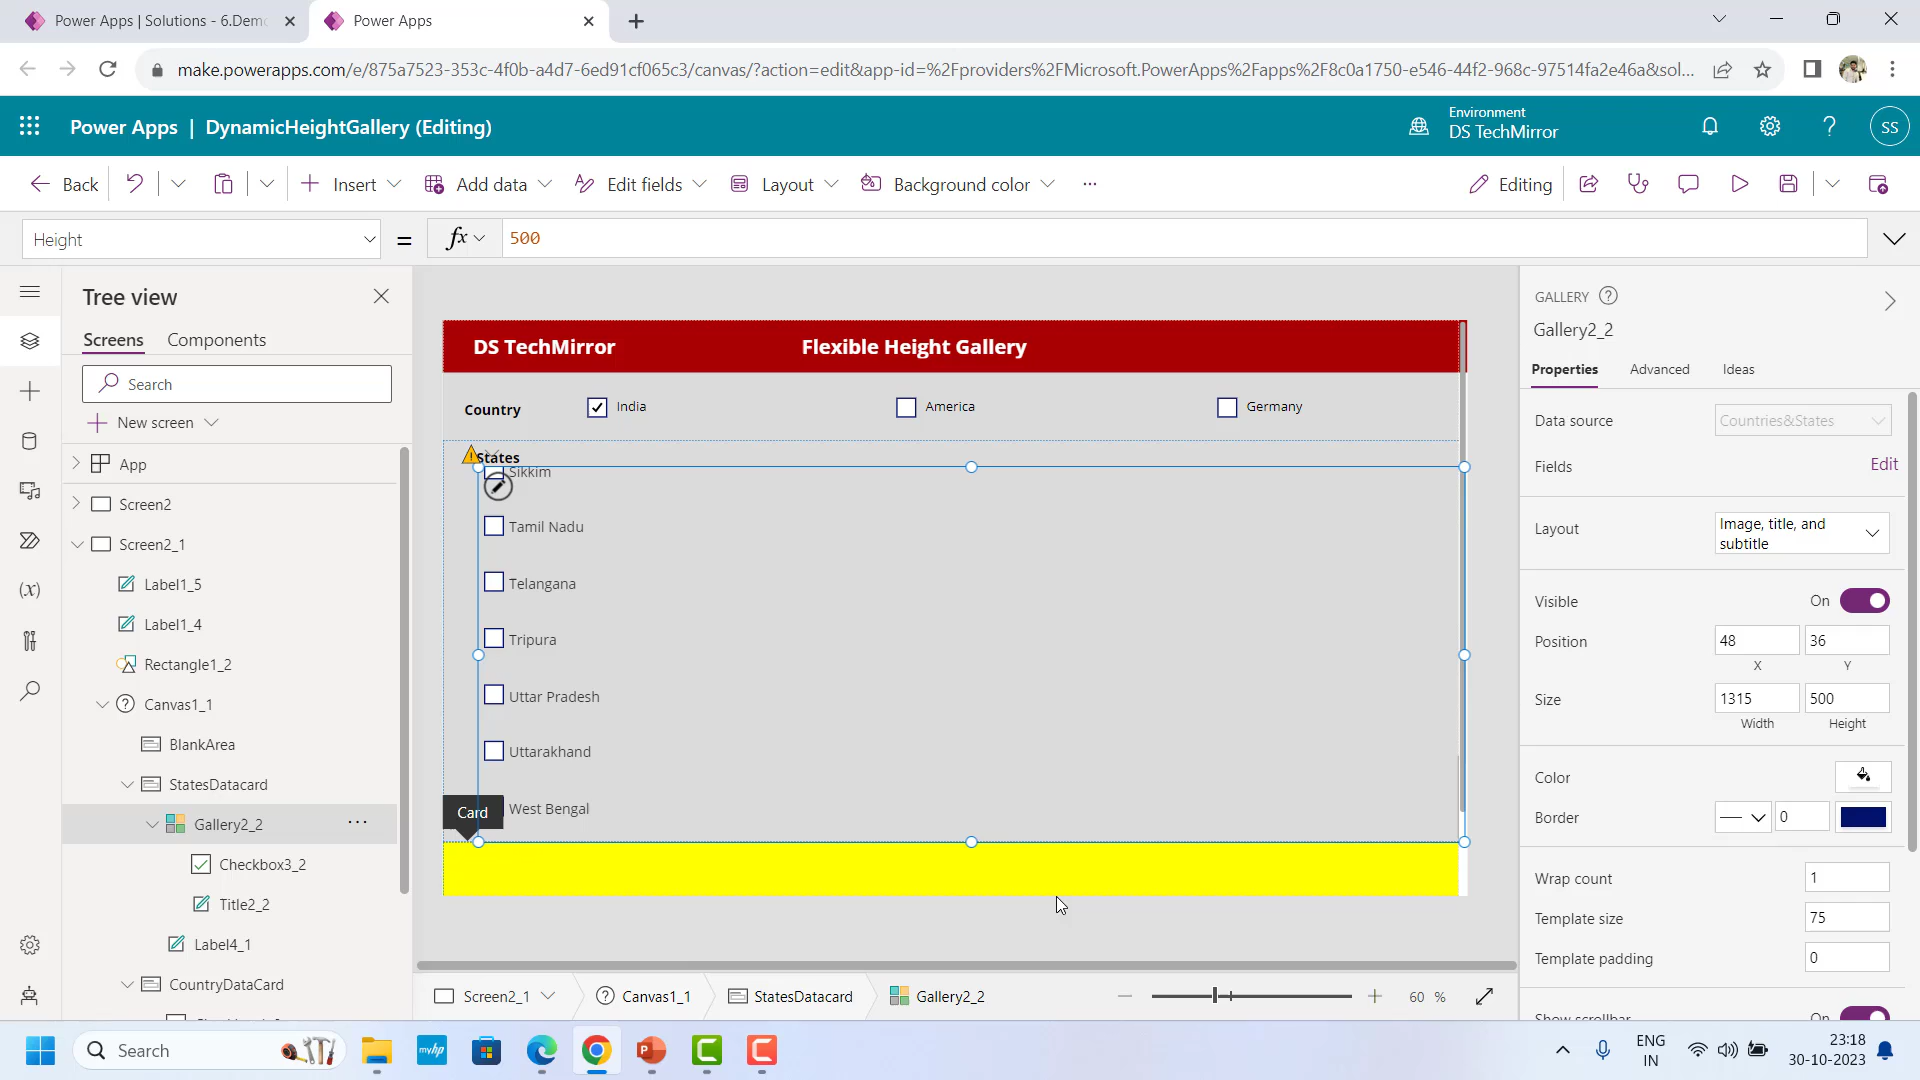 Power Apps | Solutions - 6.Demo
Power Apps
make.powerapps.com/e/875a7523-353c-4f0b-a4d7-6ed91cf065c3/canvas/?action=edit&app-id=%2Fproviders%2FMicrosoft.PowerApps%2Fapps%2F8c0a1750-e546-44f2-968c-97514fa2e46a&sol...
Power Apps | DynamicHeightGallery (Editing)
Environment
DS TechMirror
SS
Back
Insert
Add data
Edit fields
Layout
Background color
...
Editing
Height
=
fx
500
Tree view
Screens
Components
Search
New screen
App
Screen2
Screen2_1
Label1_5
Label1_4
Rectangle1_2
Canvas1_1
BlankArea
StatesDatacard
Gallery2_2
...
Checkbox3_2
Title2_2
Label4_1
CountryDataCard
DS TechMirror
Flexible Height Gallery
Country
India
America
Germany
States
Sikkim
Tamil Nadu
Telangana
Tripura
Uttar Pradesh
Uttarakhand
West Bengal
Card
Screen2_1
Canvas1_1
StatesDatacard
Gallery2_2
60 %
GALLERY
Gallery2_2
Properties
Advanced
Ideas
Data source
Countries&States
Fields
Edit
Layout
Image, title, and
subtitle
Visible
On
Position
48
36
X
Y
Size
1315
500
Width
Height
Color
Border
0
Wrap count
1
Template size
75
Template padding
0
Show scrollbar
On
Search
myhp
ENG
IN
23:18
30-10-2023